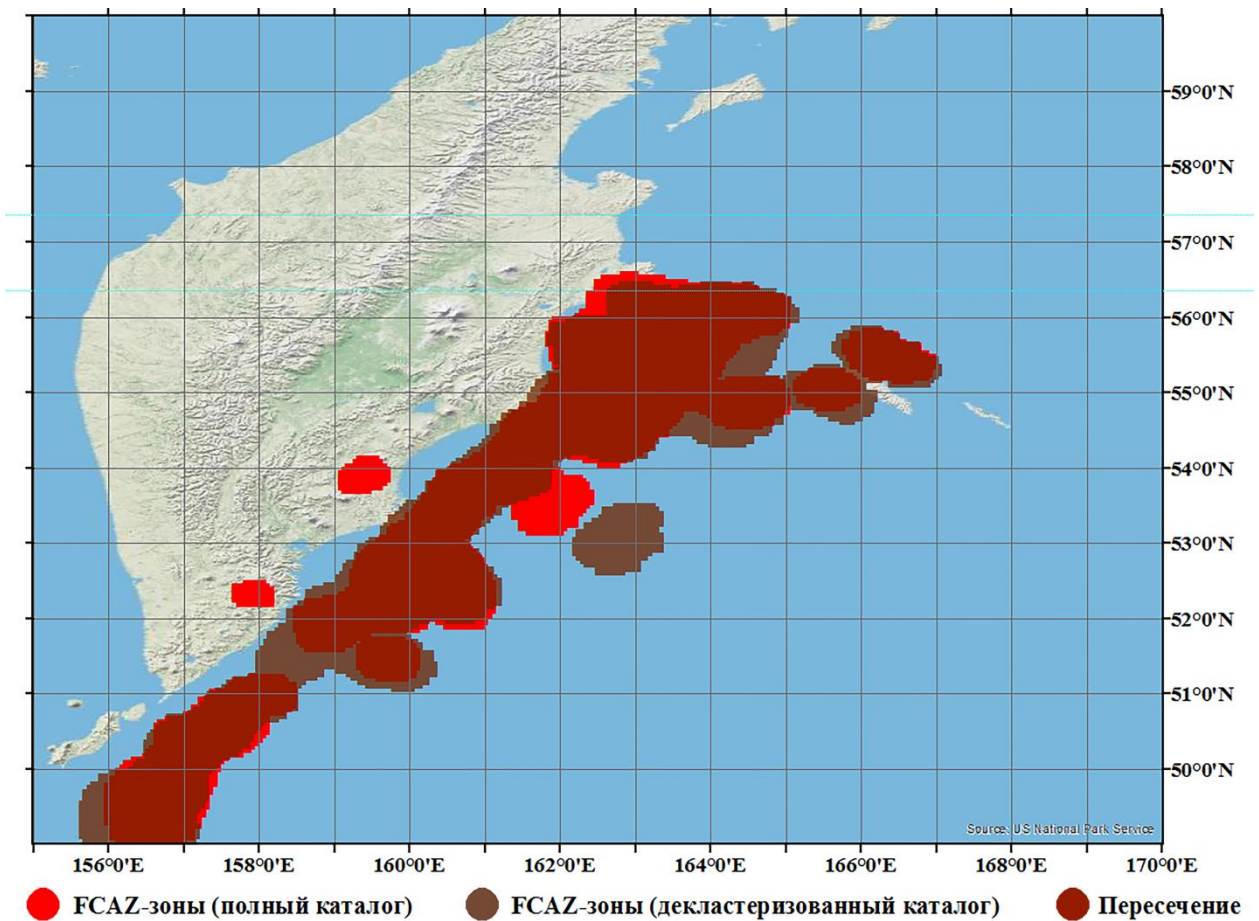 59°0'N
58°0'N
57°0'N
56°0'N
55°0'N
54°0'N
53°0'N
52°0'N
51°0'N
50°0'N
Source: US National Park Service
156°0'E 158°0'E 160°0'E 162°0'E 164°0'E 166°0'E 168°0'E 170°0'E
FCAZ-зоны (полный каталог) FCAZ-зоны (декластеризованный каталог) Пересечение